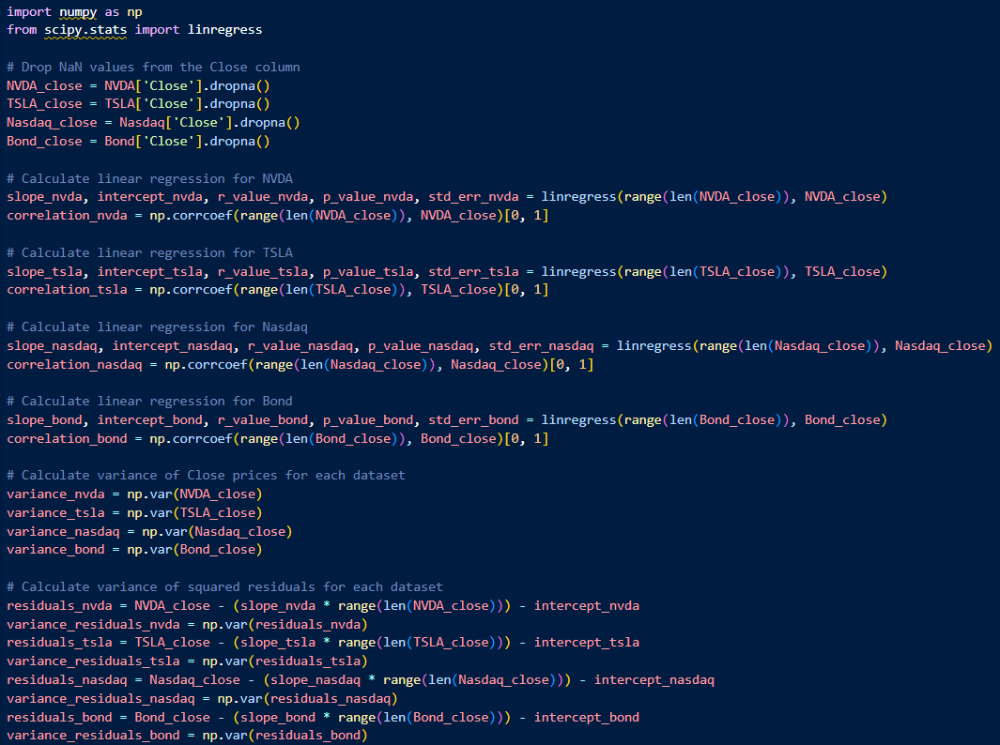 import numpy as np
from scipy.stats import linregress

# Drop NaN values from the Close column
NVDA_close = NVDA['Close'].dropna()
TSLA_close = TSLA['Close'].dropna()
Nasdaq_close = Nasdaq['Close'].dropna()
Bond_close = Bond['Close'].dropna()

# Calculate linear regression for NVDA
slope_nvda, intercept_nvda, r_value_nvda, p_value_nvda, std_err_nvda = linregress(range(len(NVDA_close)), NVDA_close)
correlation_nvda = np.corrcoef(range(len(NVDA_close)), NVDA_close)[0, 1]

# Calculate linear regression for TSLA
slope_tsla, intercept_tsla, r_value_tsla, p_value_tsla, std_err_tsla = linregress(range(len(TSLA_close)), TSLA_close)
correlation_tsla = np.corrcoef(range(len(TSLA_close)), TSLA_close)[0, 1]

# Calculate linear regression for Nasdaq
slope_nasdaq, intercept_nasdaq, r_value_nasdaq, p_value_nasdaq, std_err_nasdaq = linregress(range(len(Nasdaq_close)), Nasdaq_close)
correlation_nasdaq = np.corrcoef(range(len(Nasdaq_close)), Nasdaq_close)[0, 1]

# Calculate linear regression for Bond
slope_bond, intercept_bond, r_value_bond, p_value_bond, std_err_bond = linregress(range(len(Bond_close)), Bond_close)
correlation_bond = np.corrcoef(range(len(Bond_close)), Bond_close)[0, 1]

# Calculate variance of Close prices for each dataset
variance_nvda = np.var(NVDA_close)
variance_tsla = np.var(TSLA_close)
variance_nasdaq = np.var(Nasdaq_close)
variance_bond = np.var(Bond_close)

# Calculate variance of squared residuals for each dataset
residuals_nvda = NVDA_close - (slope_nvda * range(len(NVDA_close))) - intercept_nvda
variance_residuals_nvda = np.var(residuals_nvda)
residuals_tsla = TSLA_close - (slope_tsla * range(len(TSLA_close))) - intercept_tsla
variance_residuals_tsla = np.var(residuals_tsla)
residuals_nasdaq = Nasdaq_close - (slope_nasdaq * range(len(Nasdaq_close))) - intercept_nasdaq
variance_residuals_nasdaq = np.var(residuals_nasdaq)
residuals_bond = Bond_close - (slope_bond * range(len(Bond_close))) - intercept_bond
variance_residuals_bond = np.var(residuals_bond)